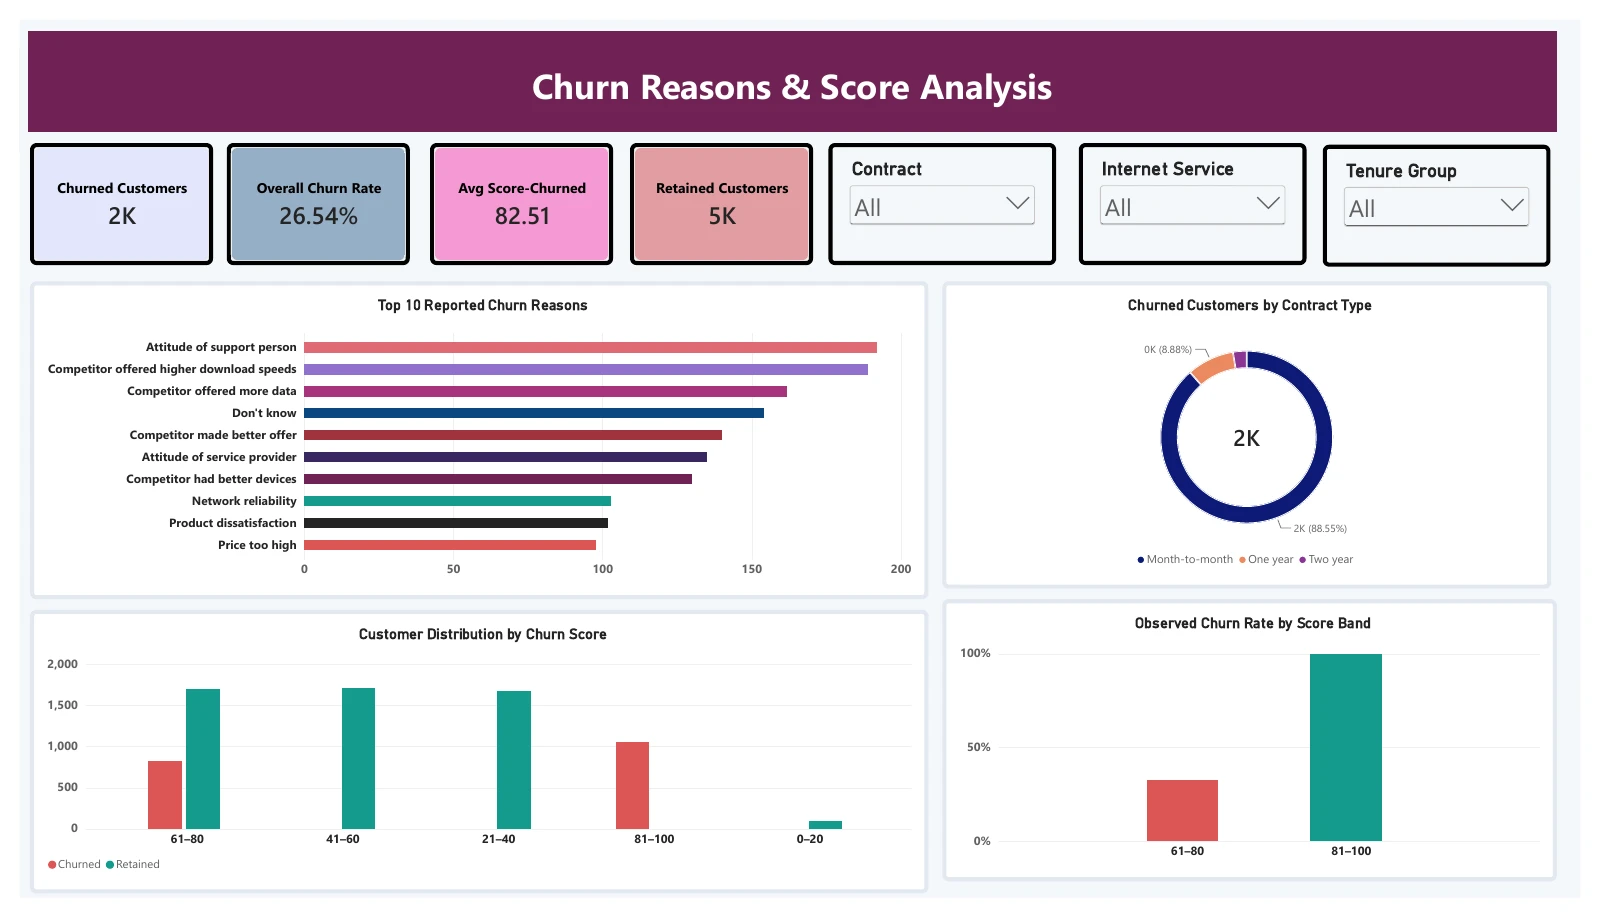 Churn Reasons & Score Analysis
Churned Customers
2K
Overall Churn Rate
26.54%
Avg Score-Churned
82.51
Retained Customers
5K
Contract
All
Internet Service
All
Tenure Group
All
Top 10 Reported Churn Reasons
Attitude of support person
Competitor offered higher download speeds
Competitor offered more data
Don't know
Competitor made better offer
Attitude of service provider
Competitor had better devices
Network reliability
Product dissatisfaction
Price too high
0 50 100 150 200
Churned Customers by Contract Type
0K (8.88%)
2K
2K (88.55%)
Month-to-month One year Two year
Customer Distribution by Churn Score
2,000
1,500
1,000
500
0
61–80 41–60 21–40 81–100 0–20
Churned Retained
Observed Churn Rate by Score Band
100%
50%
0%
61–80 81–100